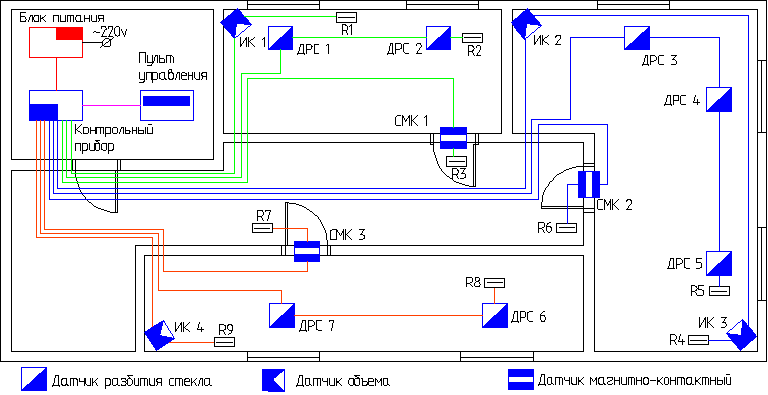 Блок питания
~220v
Пульт
управления
Контрольный
прибор
ИК 1
R1
ДРС 1
ДРС 2
R2
ИК 2
ДРС 3
ДРС 4
СМК 1
R3
СМК 2
R6
R7
СМК 3
R8
ДРС 5
R5
ИК 4
R9
ДРС 7
ДРС 6
R4
ИК 3
Датчик разбития стекла
Датчик объема
Датчик магнитно-контактный